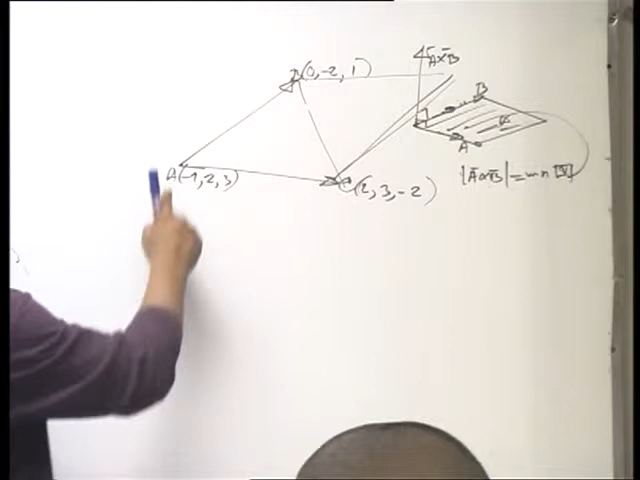 B(0,-2,1)
A(-1,2,3)
C(2,3,-2)
A×B
B
A
|A×B| =